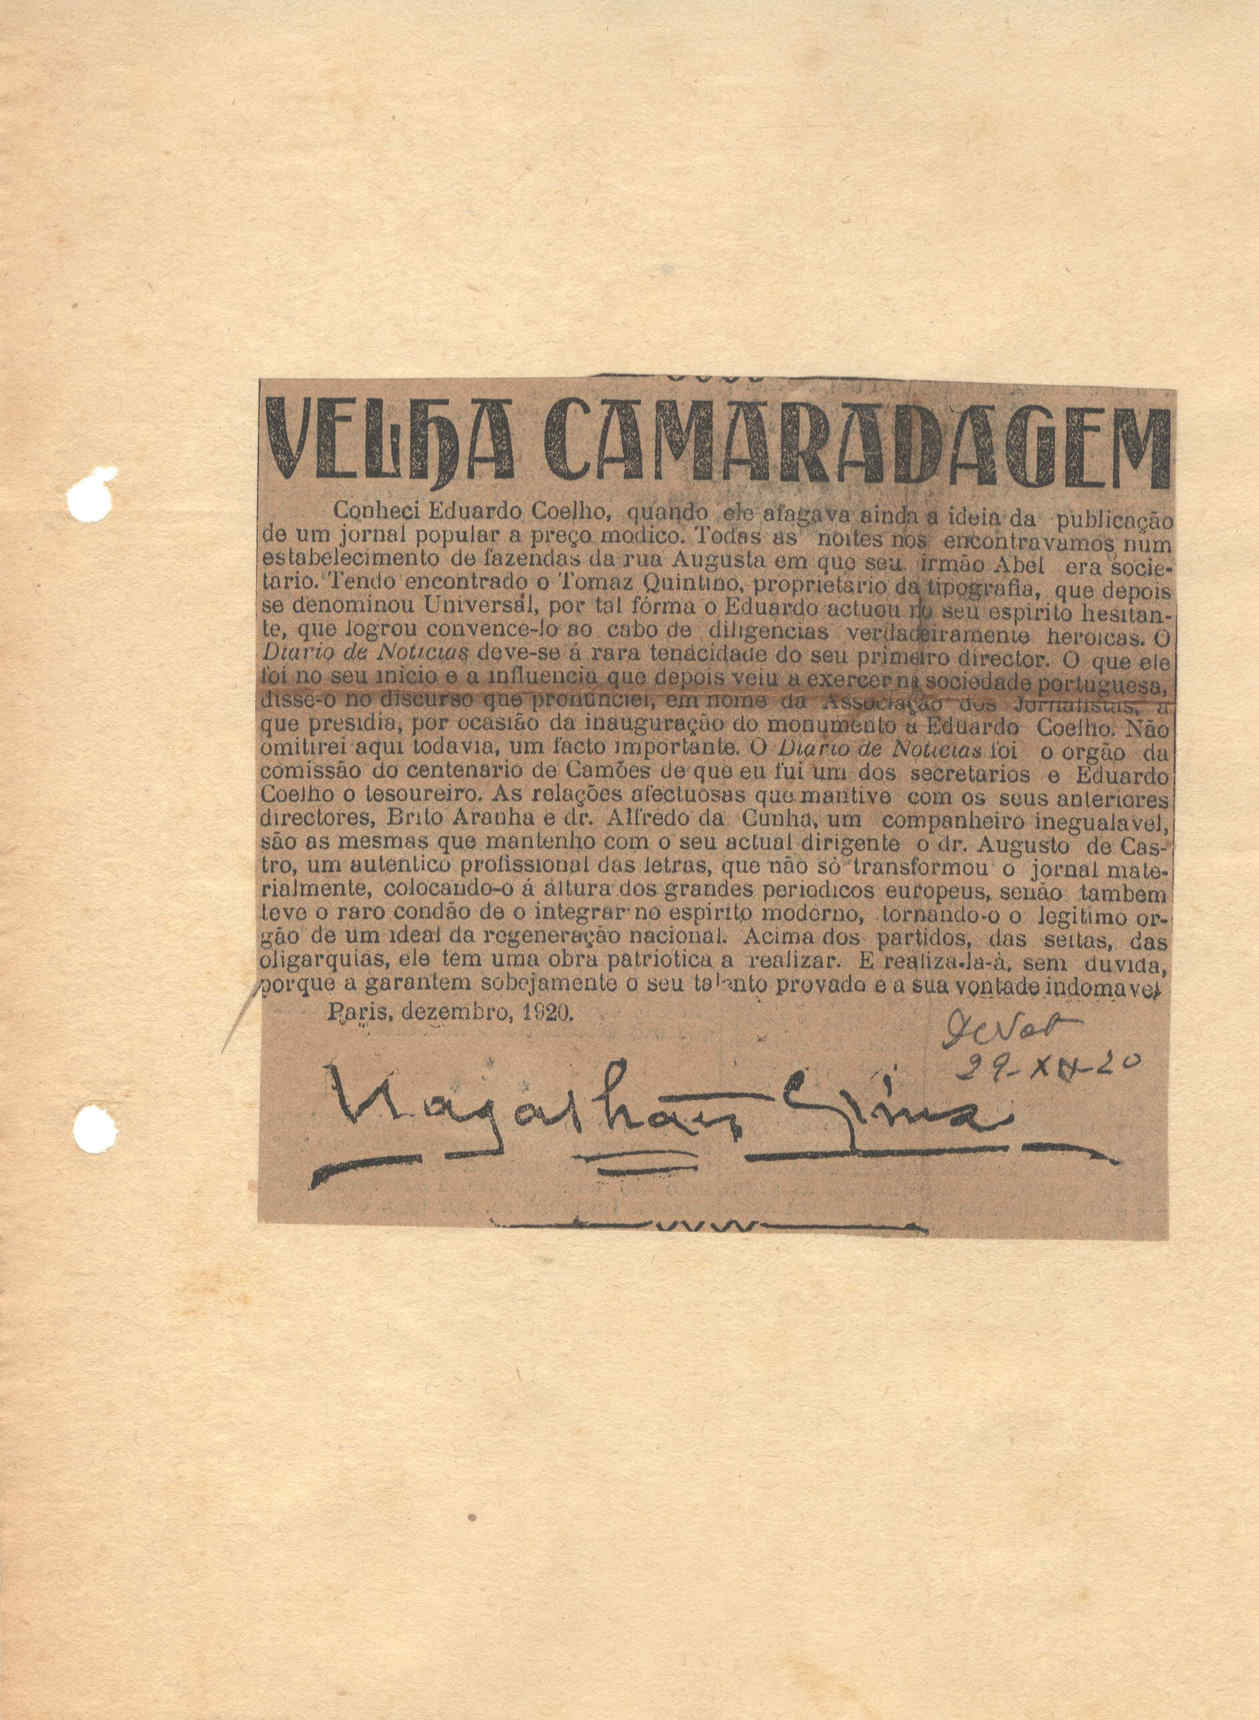 VELHA CAMARADAGEM
Conheci Eduardo Coelho, quando ele afagava ainda a ideia da publicação
de um jornal popular a preço modico. Todas as noites nos encontravamos num
estabelecimento de fazendas da rua Augusta em que seu irmão Abel era socie-
tario. Tendo encontrado o Tomaz Quintino, proprietario da tipografia, que depois
se denominou Universal, por tal fórma o Eduardo actuou no seu espirito hesitan-
te, que logrou convence-lo ao cabo de diligencias verdadeiramente heroicas. O
Diario de Noticias deve-se á rara tenacidade do seu primeiro director. O que ele
foi no seu inicio e a influencia que depois veiu a exercer na sociedade portuguesa,
disse-o no discurso que pronunciei, em nome da Associação dos Jornalistas, a
que presidia, por ocasião da inauguração do monumento a Eduardo Coelho. Não
omitirei aqui todavia, um facto importante. O Diario de Noticias foi o orgão da
comissão do centenario de Camões de que eu fui um dos secretarios e Eduardo
Coelho o tesoureiro. As relações afectuosas que mantive com os seus anteriores
directores, Brito Aranha e dr. Alfredo da Cunha, um companheiro inegualavel,
são as mesmas que mantenho com o seu actual dirigente o dr. Augusto de Cas-
tro, um autentico profissional das letras, que não só transformou o jornal mate-
rialmente, colocando-o á altura dos grandes periodicos europeus, senão tambem
teve o raro condão de o integrar no espirito moderno, tornando-o o legitimo or-
gão de um ideal da regeneração nacional. Acima dos partidos, das seitas, das
oligarquias, ele tem uma obra patriotica a realizar. E realiza-la-á, sem duvida,
porque a garantem sobejamente o seu talento provado e a sua vontade indomavel
Paris, dezembro, 1920.
29-XII-20
Magalhães Lima